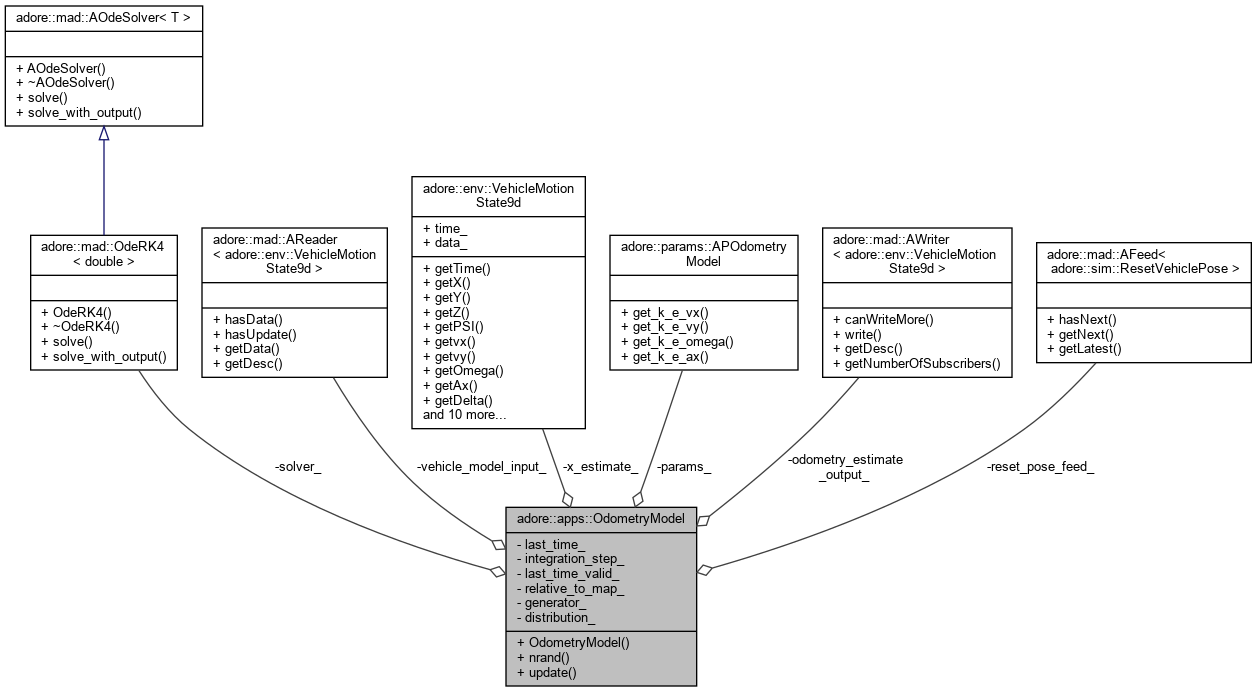 adore::mad::AOdeSolver< T >
+ AOdeSolver()
+ ~AOdeSolver()
+ solve()
+ solve_with_output()
adore::mad::OdeRK4
< double >
+ OdeRK4()
+ ~OdeRK4()
+ solve()
+ solve_with_output()
adore::mad::AReader
< adore::env::VehicleMotion
State9d >
+ hasData()
+ hasUpdate()
+ getData()
+ getDesc()
adore::env::VehicleMotion
State9d
+ time_
+ data_
+ getTime()
+ getX()
+ getY()
+ getZ()
+ getPSI()
+ getvx()
+ getvy()
+ getOmega()
+ getAx()
+ getDelta()
and 10 more...
adore::params::APOdometry
Model
+ get_k_e_vx()
+ get_k_e_vy()
+ get_k_e_omega()
+ get_k_e_ax()
adore::mad::AWriter
< adore::env::VehicleMotion
State9d >
+ canWriteMore()
+ write()
+ getDesc()
+ getNumberOfSubscribers()
adore::mad::AFeed<
adore::sim::ResetVehiclePose >
+ hasNext()
+ getNext()
+ getLatest()
-solver_
-vehicle_model_input_
-x_estimate_
-params_
-odometry_estimate
_output_
-reset_pose_feed_
adore::apps::OdometryModel
- last_time_
- integration_step_
- last_time_valid_
- relative_to_map_
- generator_
- distribution_
+ OdometryModel()
+ nrand()
+ update()